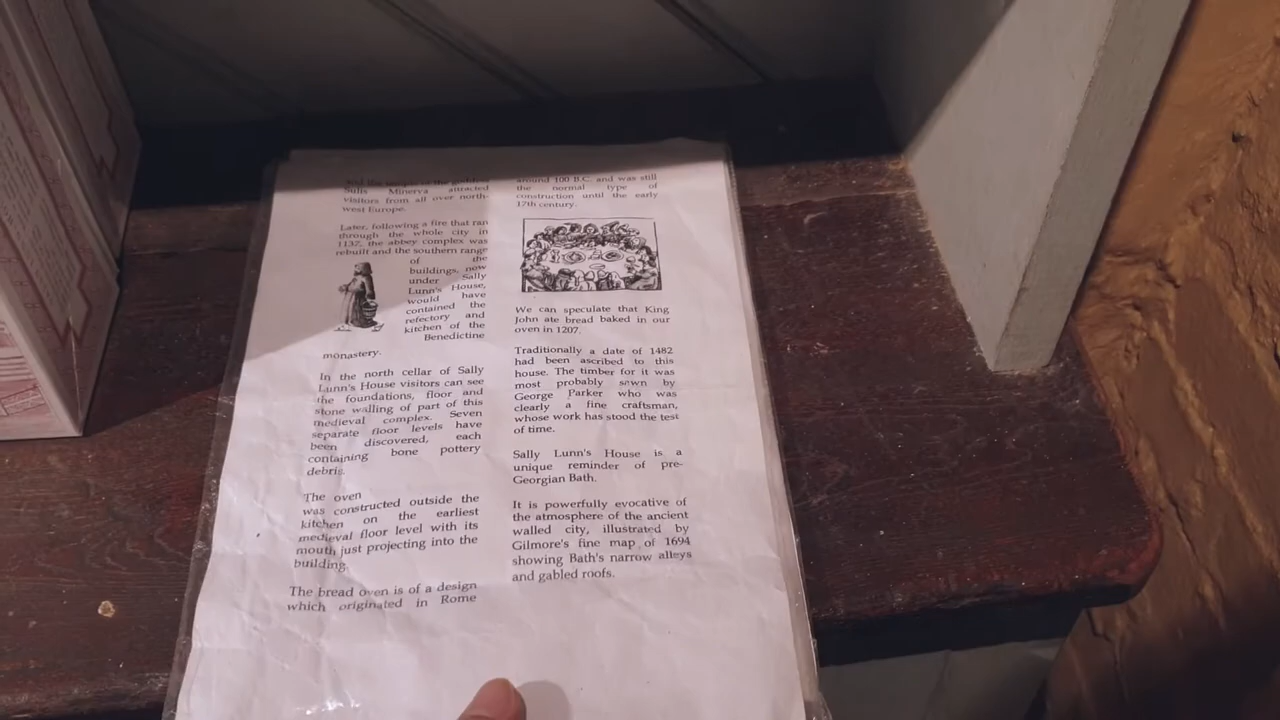 and the temple of the goddess
Sulis Minerva attracted
visitors from all over north-
west Europe.
Later, following a fire that ran
through the whole city in
1137, the abbey complex was
rebuilt and the southern range
of the
buildings, now
under Sally
Lunn's House,
would have
contained the
refectory and
kitchen of the
Benedictine
monastery.
In the north cellar of Sally
Lunn's House visitors can see
the foundations, floor and
stone walling of part of this
medieval complex. Seven
separate floor levels have
been discovered, each
containing bone pottery
debris.
The oven
was constructed outside the
kitchen on the earliest
medieval floor level with its
mouth just projecting into the
building.
The bread oven is of a design
which originated in Rome
around 100 B.C. and was still
the normal type of
construction until the early
17th century.
We can speculate that King
John ate bread baked in our
oven in 1207.
Traditionally a date of 1482
had been ascribed to this
house. The timber for it was
most probably sawn by
George Parker who was
clearly a fine craftsman,
whose work has stood the test
of time.
Sally Lunn's House is a
unique reminder of pre-
Georgian Bath.
It is powerfully evocative of
the atmosphere of the ancient
walled city, illustrated by
Gilmore's fine map of 1694
showing Bath's narrow alleys
and gabled roofs.